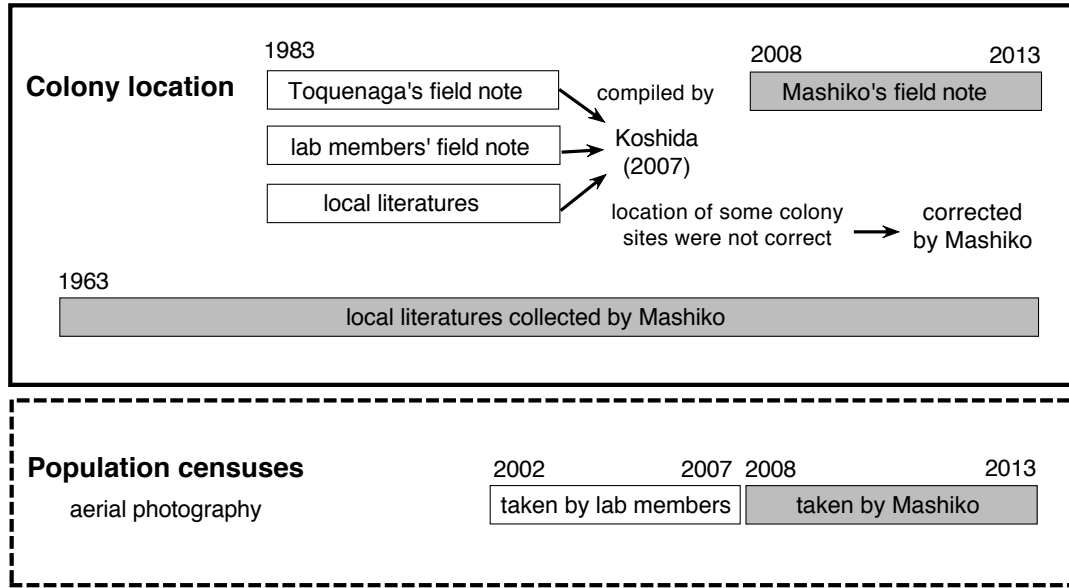 1983
2008
2013
Colony location
Toquenaga's field note
compiled by
Mashiko's field note
lab members' field note
Koshida
(2007)
local literatures
location of some colony
sites were not correct
corrected
by Mashiko
1963
local literatures collected by Mashiko
Population censuses
aerial photography
2002
2007
2008
2013
taken by lab members
taken by Mashiko